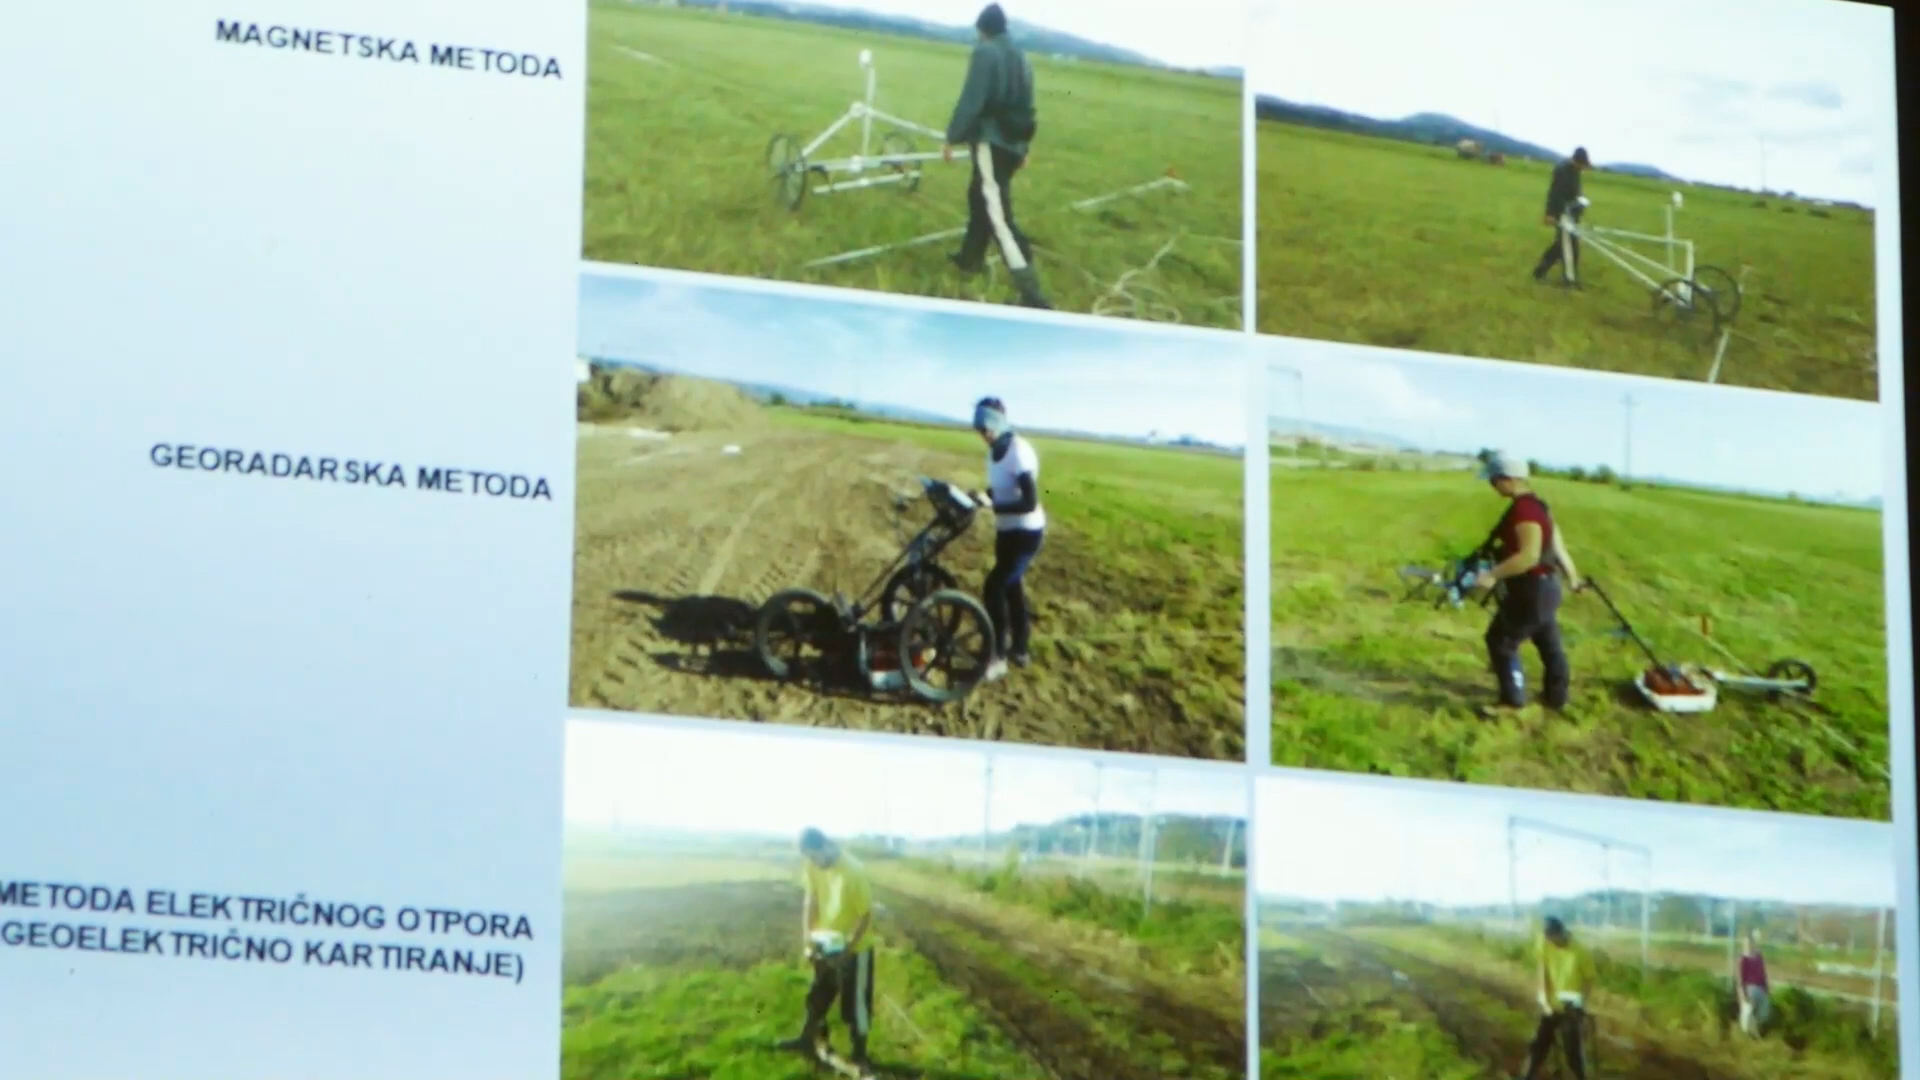 MAGNETSKA METODA
GEORADARSKA METODA
METODA ELEKTRIČNOG OTPORA
GEOELEKTRIČNO KARTIRANJE)